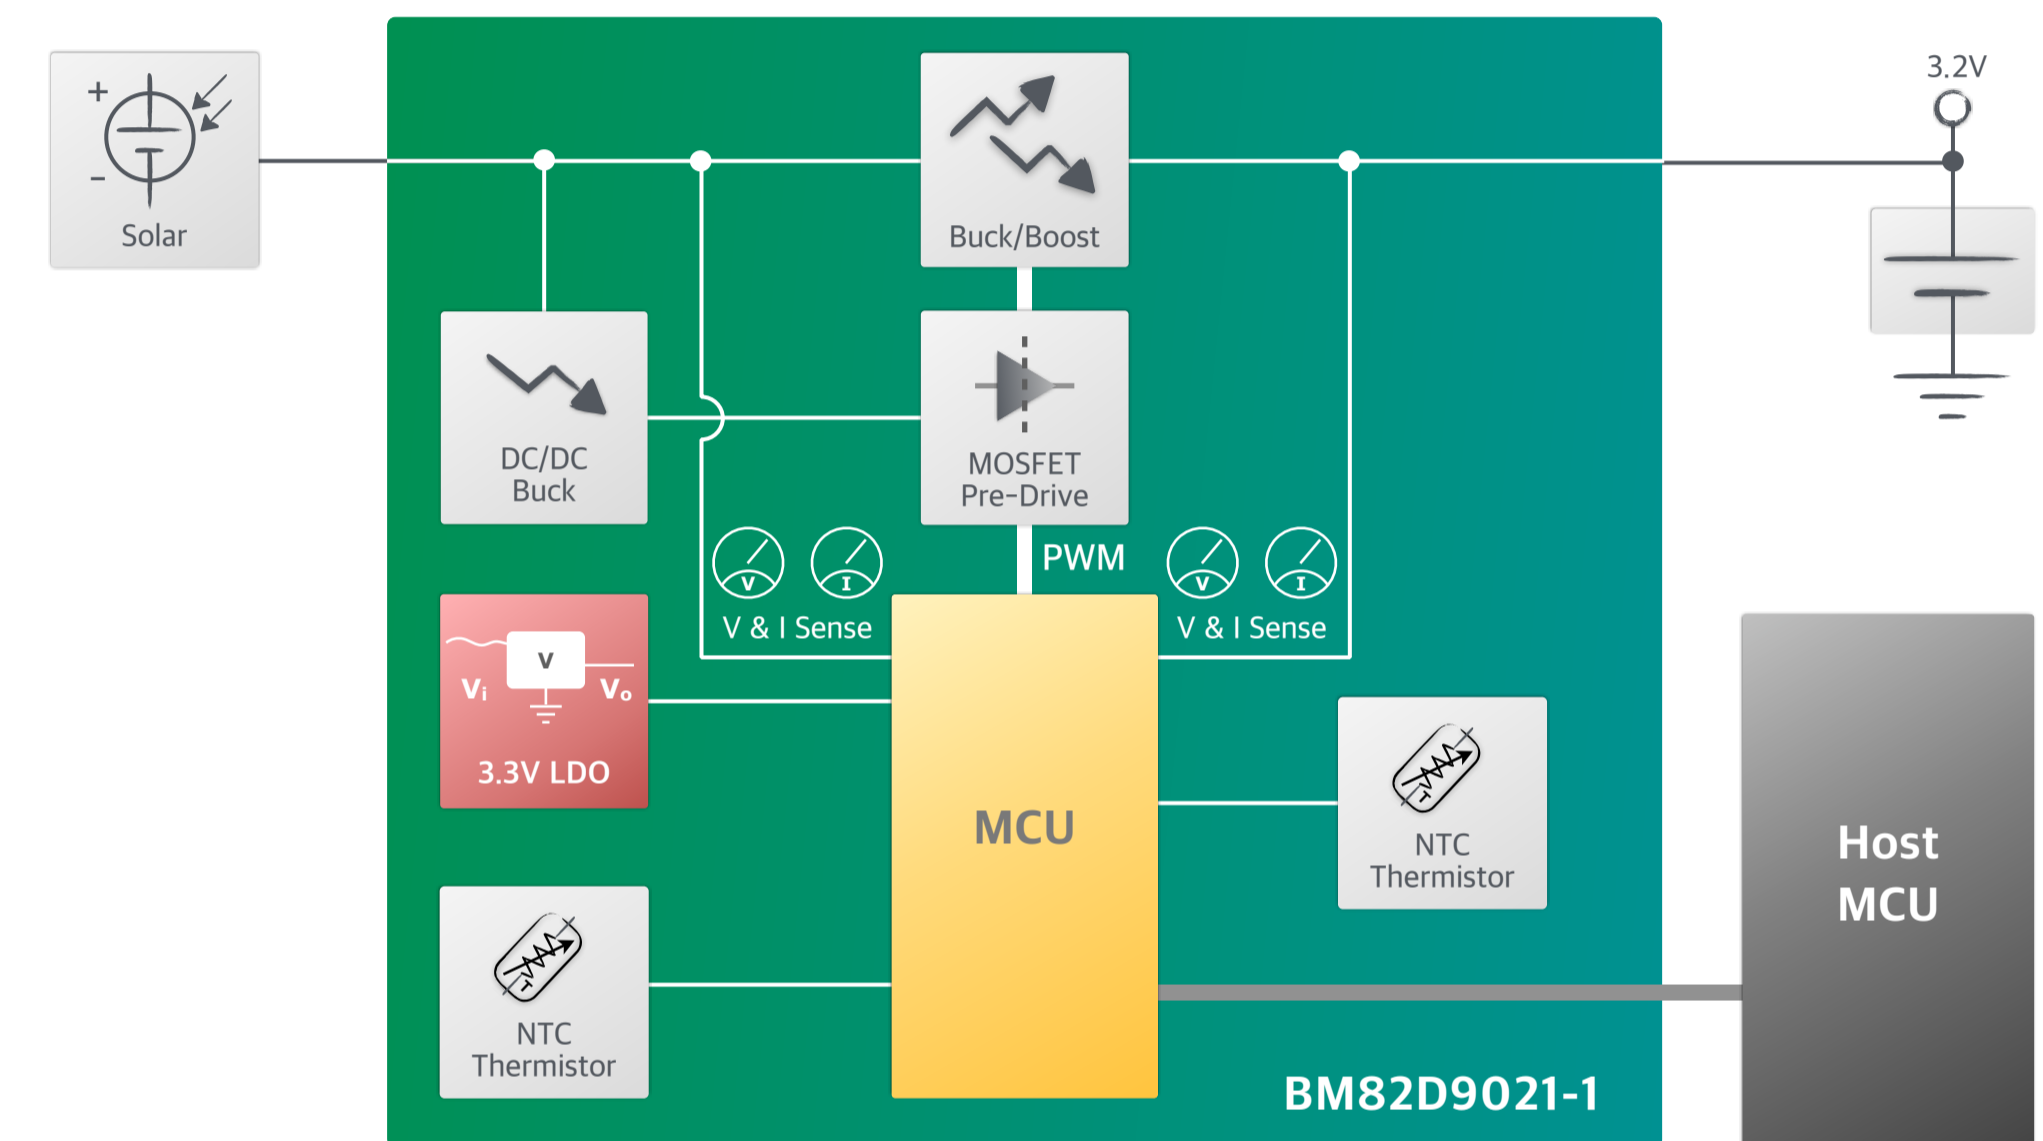 3.2V
+
-
Solar
Buck/Boost
DC/DC
Buck
MOSFET
Pre-Drive
V
I
PWM
V
I
V & I Sense
V & I Sense
V
Vi
Vo
3.3V LDO
MCU
T
NTC
Thermistor
Host
MCU
T
NTC
Thermistor
BM82D9021-1